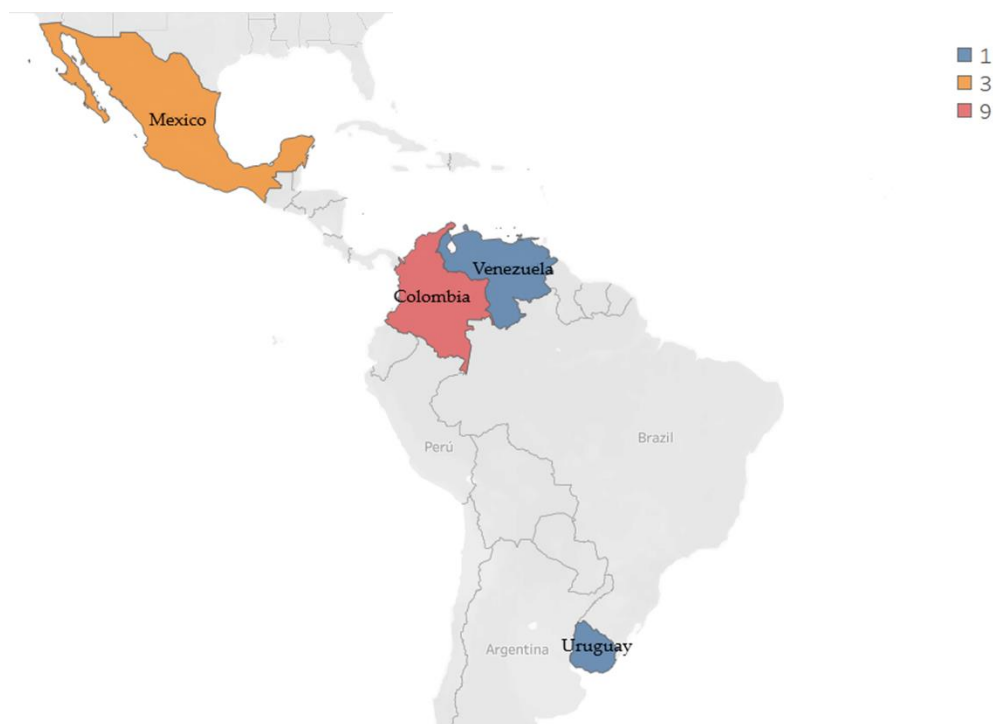 1
3
9
Mexico
Venezuela
Colombia
Brazil
Perú
Uruguay
Argentina